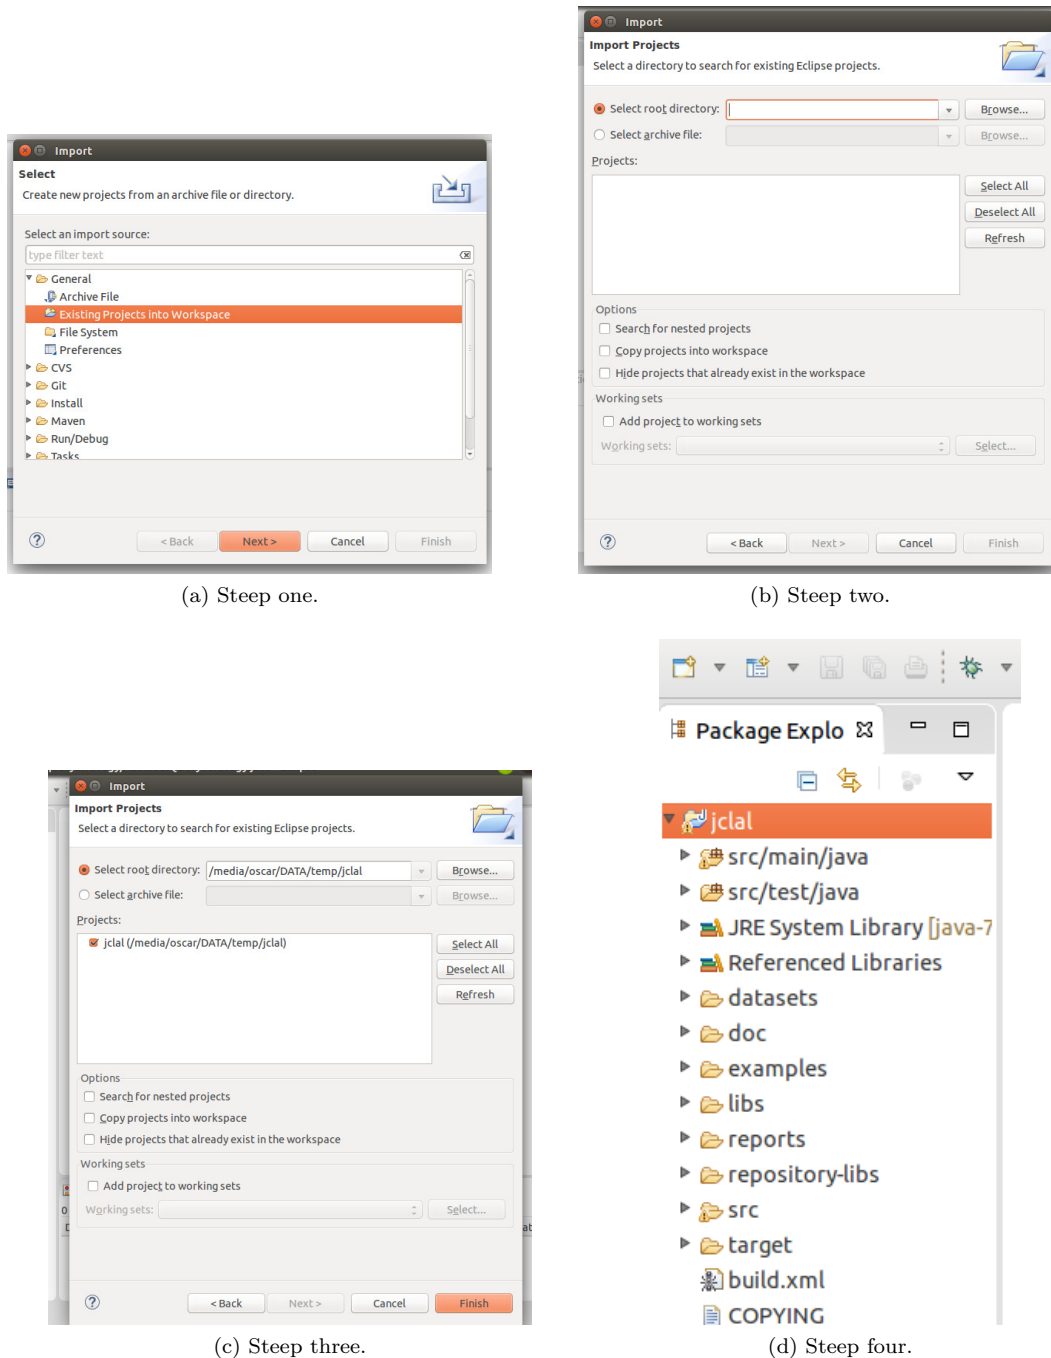 Import
Select
Create new projects from an archive file or directory.
Select an import source:
type filter text
General
Archive File
Existing Projects into Workspace
File System
Preferences
CVS
Git
Install
Maven
Run/Debug
Tasks
< Back Next > Cancel Finish
(a) Steep one.
Import
Import Projects
Select a directory to search for existing Eclipse projects.
Select root directory: Browse...
Select archive file: Browse...
Projects:
Select All
Deselect All
Refresh
Options
Search for nested projects
Copy projects into workspace
Hide projects that already exist in the workspace
Working sets
Add project to working sets
Working sets: Select...
< Back Next > Cancel Finish
(b) Steep two.
Import
Import Projects
Select a directory to search for existing Eclipse projects.
Select root directory: /media/oscar/DATA/temp/jclal Browse...
Select archive file: Browse...
Projects:
jclal (/media/oscar/DATA/temp/jclal) Select All
Deselect All
Refresh
Options
Search for nested projects
Copy projects into workspace
Hide projects that already exist in the workspace
Working sets
Add project to working sets
Working sets: Select...
< Back Next > Cancel Finish
(c) Steep three.
Package Explo
jclal
src/main/java
src/test/java
JRE System Library [java-7
Referenced Libraries
datasets
doc
examples
libs
reports
repository-libs
src
target
build.xml
COPYING
(d) Steep four.